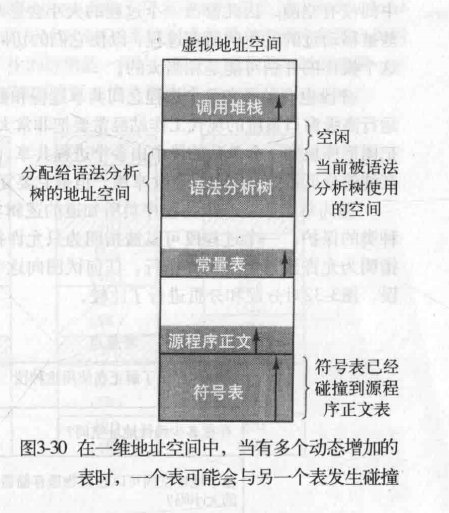 虚拟地址空间
调用堆栈
空闲
分配给语法分析
树的地址空间
语法分析树
当前被语法
分析树使用
的空间
常量表
源程序正文
符号表
符号表已经
碰撞到源程
序正文表
图3-30 在一维地址空间中，当有多个动态增加的
表时，一个表可能会与另一个表发生碰撞